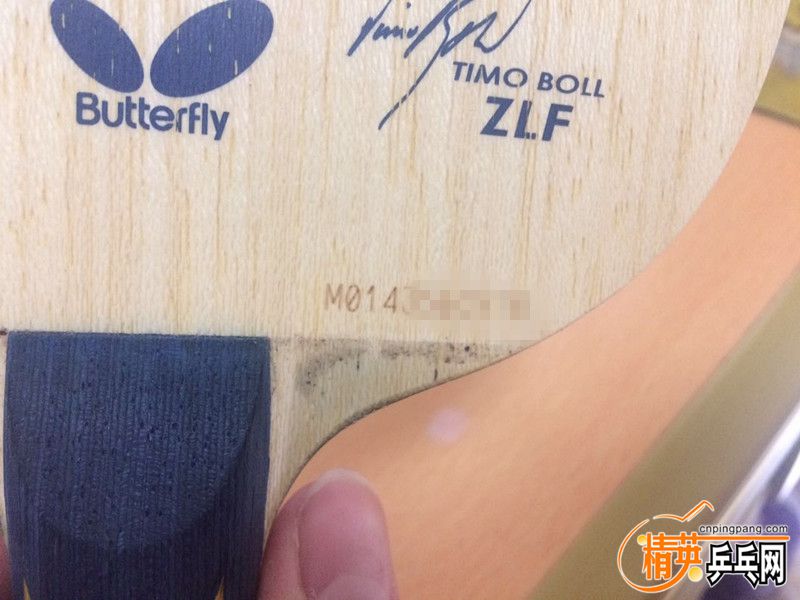 Butterfly
TIMO BOLL
ZLF
M014
cnpingpang.com
精英乒乓网